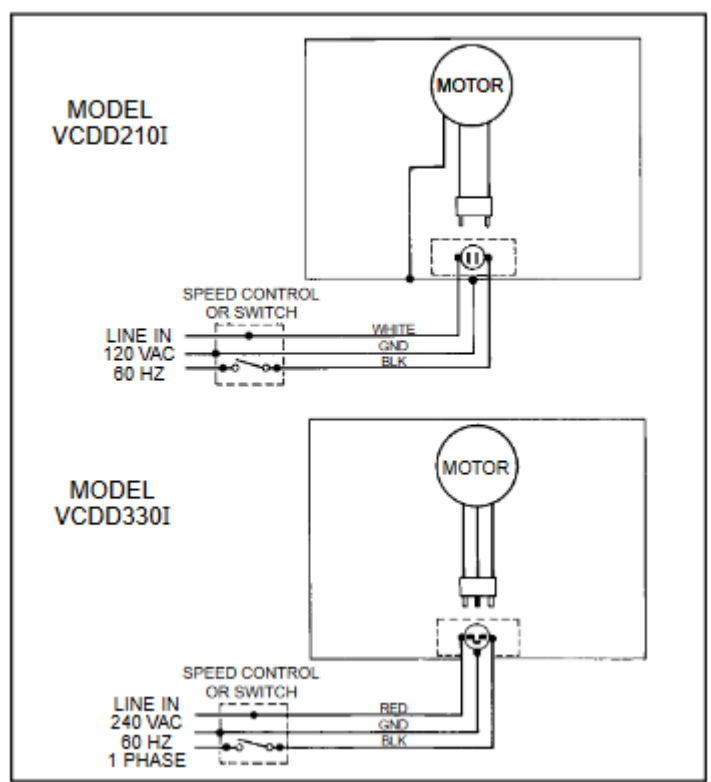 MOTOR
MODEL
VCDD210I
SPEED CONTROL
OR SWITCH
WHITE
LINE IN
GND
120 VAC
BLK
60 HZ
MOTOR
MODEL
VCDD330I
SPEED CONTROL
OR SWITCH
LINE IN
RED
240 VAC
GND
60 HZ
BLK
1 PHASE